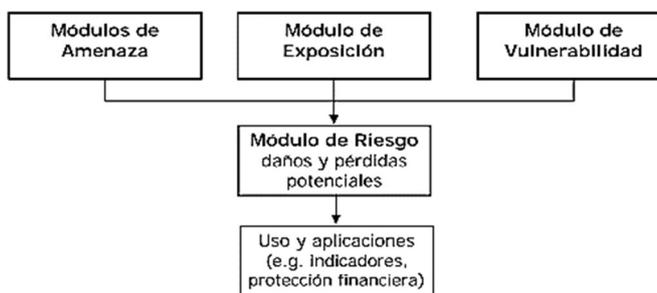 Módulos de
Amenaza
Módulo de
Exposición
Módulo de
Vulnerabilidad
Módulo de Riesgo
daños y pérdidas
potenciales
Uso y aplicaciones
(e.g. indicadores,
protección financiera)